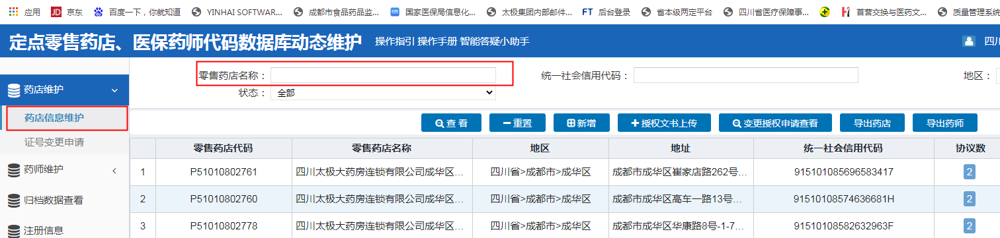 应用 京东 百度一下，你就知道 YINHAI SOFTWAR... 成都市食品药品监... 国家医保局信息化... 太极集团内部邮件... FT 后台登录 省本级两定平台 四川省医疗保障事... 首营交换与医药文... 质量管理系统
定点零售药店、医保药师代码数据库动态维护 操作指引 操作手册 智能答疑小助手 四川
药店维护
药店信息维护
证号变更申请
药师维护
归档数据查看
注册信息
零售药店名称： 统一社会信用代码： 地区：
状态： 全部
查看 重置 新增 授权文书上传 变更授权申请查看 导出药店 导出药师
零售药店代码 零售药店名称 地区 地址 统一社会信用代码 协议数
1 P51010802761 四川太极大药房连锁有限公司成华区... 四川省>成都市>成华区 成都市成华区崔家店路262号... 915101085696583417 2
2 P51010802760 四川太极大药房连锁有限公司成华区... 四川省>成都市>成华区 成都市成华区高车一路13号... 91510108574636681H 2
3 P51010802778 四川太极大药房连锁有限公司成华区... 四川省>成都市>成华区 成都市成华区华康路8号-1-7... 91510108582632963F 2